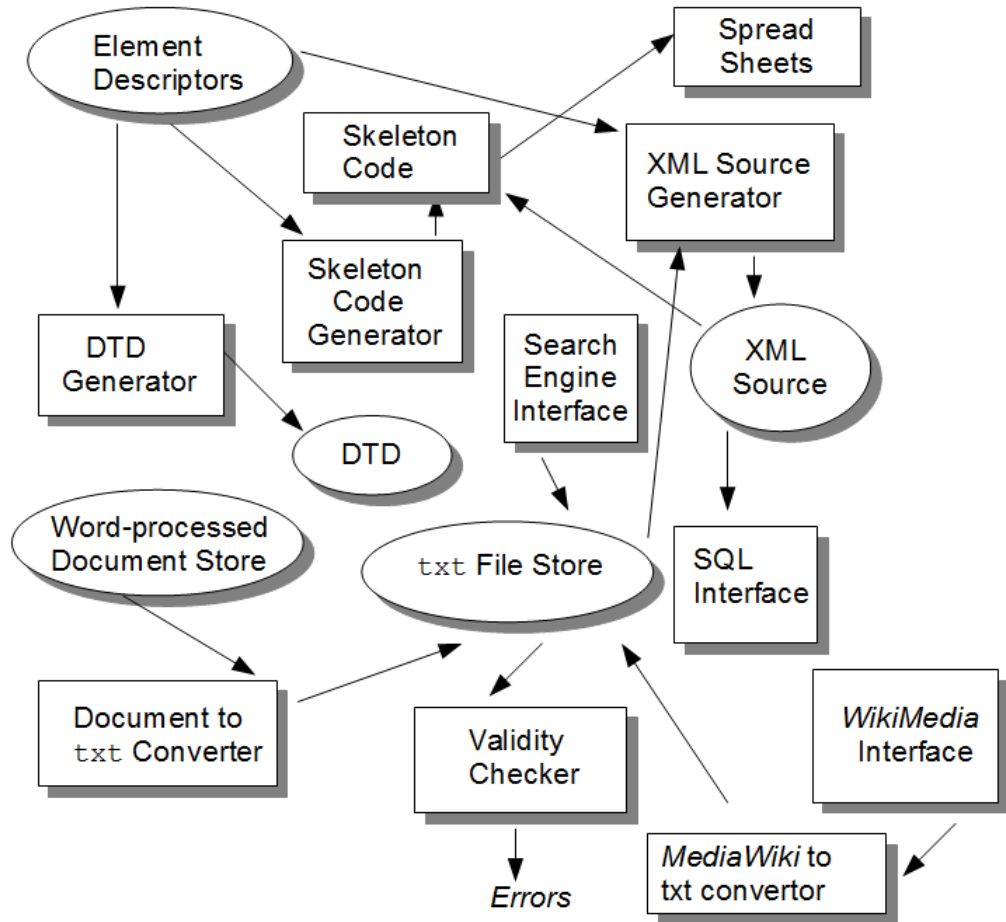 Element
Descriptors
Spread
Sheets
Skeleton
Code
XML Source
Generator
Skeleton
Code
Generator
DTD
Generator
Search
Engine
Interface
XML
Source
DTD
Word-processed
Document Store
txt File Store
SQL
Interface
Document to
txt Converter
Validity
Checker
WikiMedia
Interface
MediaWiki to
txt convertor
Errors